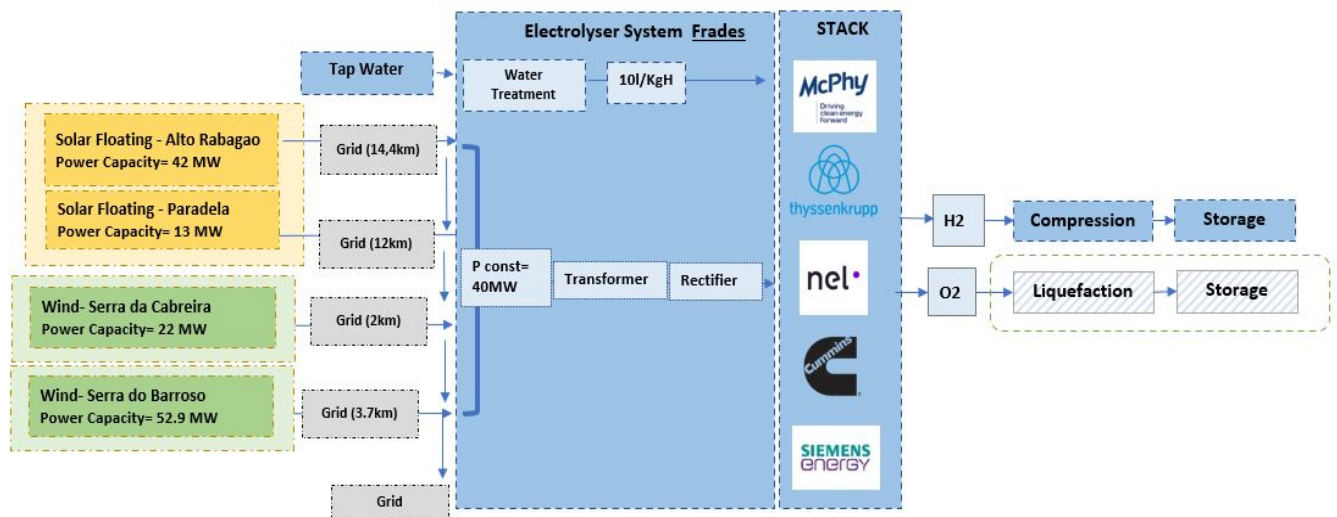 Electrolyser System Frades
STACK
Tap Water
Water
Treatment
10l/KgH
McPhy
Driving
clean energy
forward
Solar Floating - Alto Rabagao
Power Capacity= 42 MW
Grid (14,4km)
Solar Floating - Paradela
Power Capacity= 13 MW
Grid (12km)
thyssenkrupp
H2
Compression
Storage
P const=
40MW
Transformer
Rectifier
nel
O2
Liquefaction
Storage
Wind- Serra da Cabreira
Power Capacity= 22 MW
Grid (2km)
Cummins
Wind- Serra do Barroso
Power Capacity= 52.9 MW
Grid (3.7km)
SIEMENS
energy
Grid